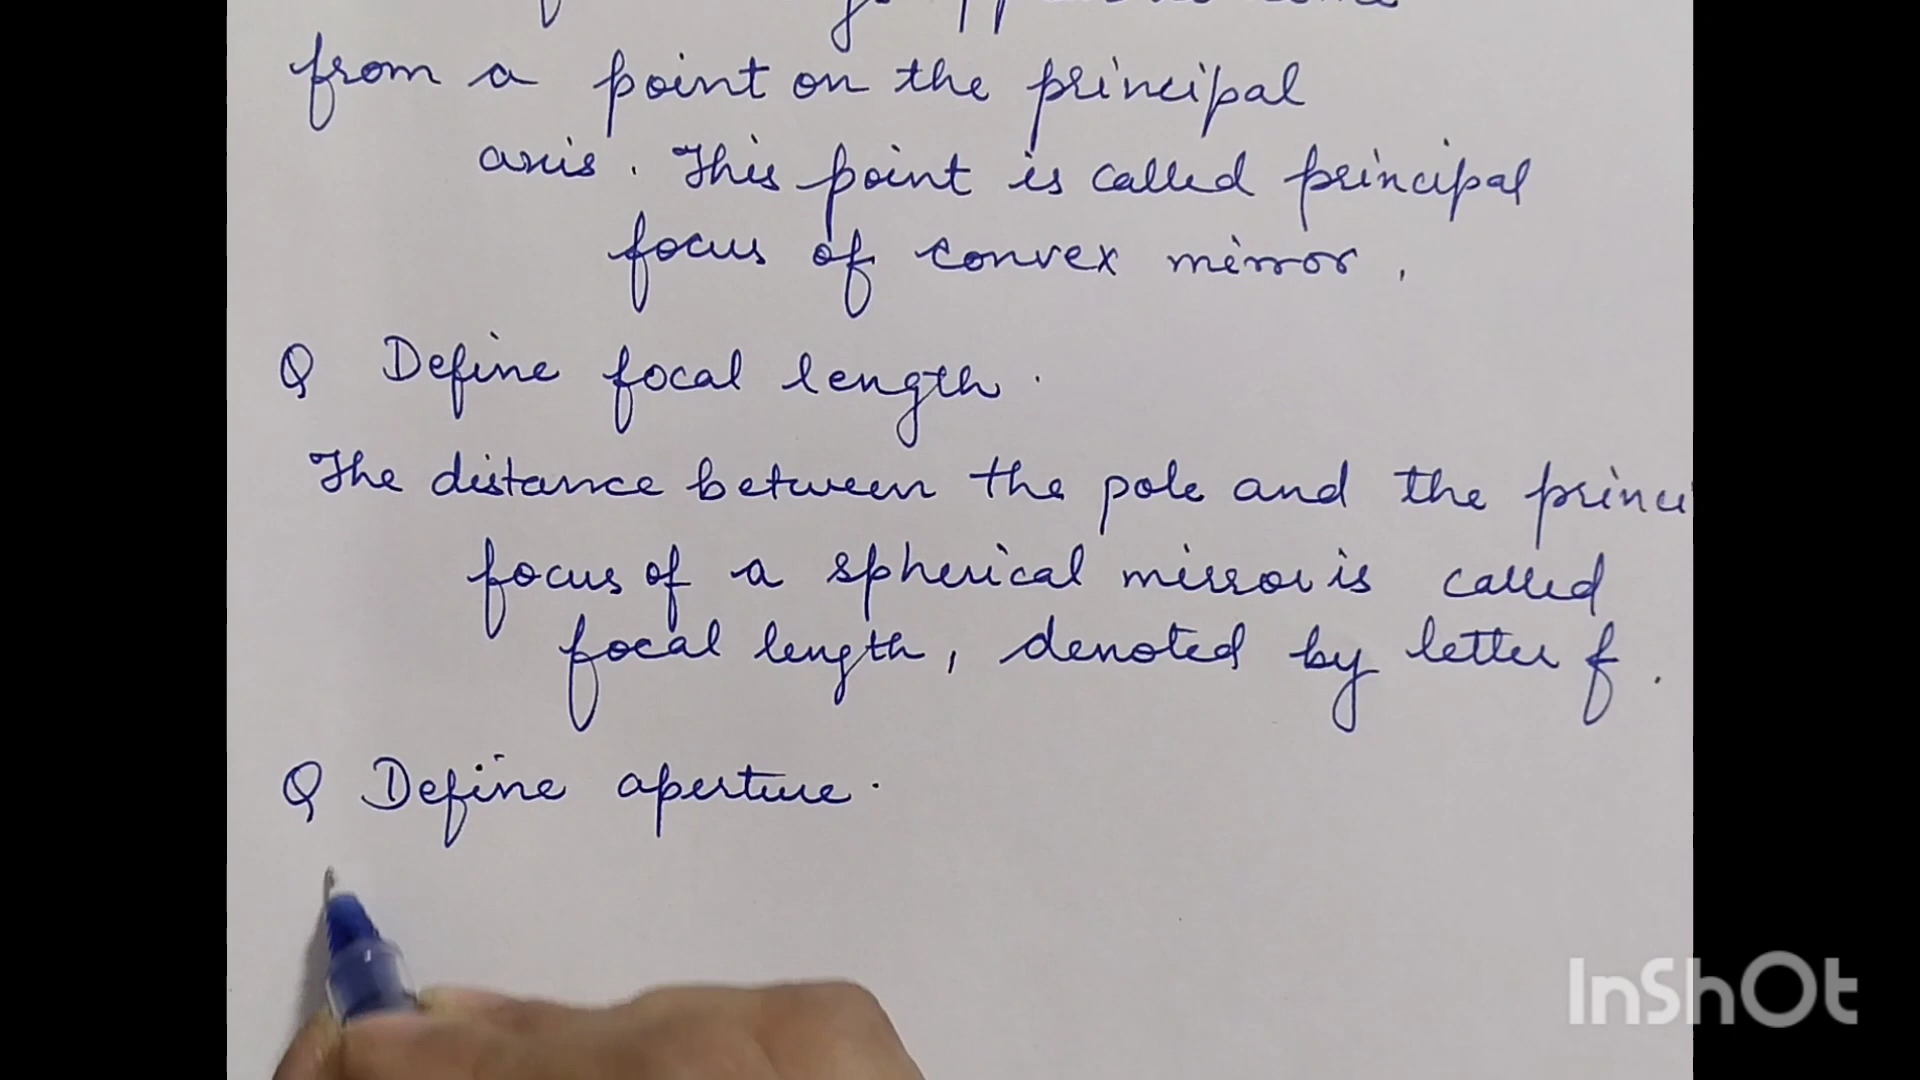 from a point on the principal
axis. This point is called principal
focus of convex mirror.
Q Define focal length.
The distance between the pole and the princi
focus of a spherical mirror is called
focal length, denoted by letter f.
Q Define aperture.
InShOt